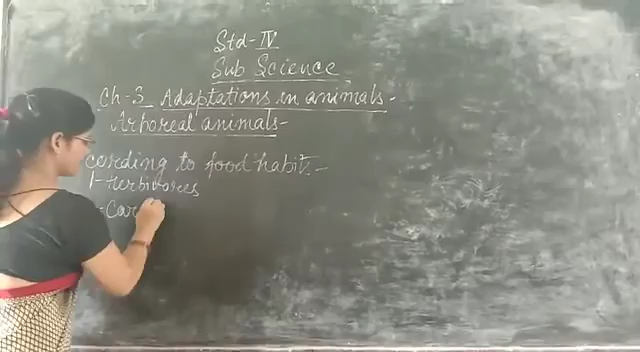 Std - IV
Sub Science
Ch-3 Adaptations in animals -
Arboreal animals -
cording to food habit. -
1- Herbivores
- Car